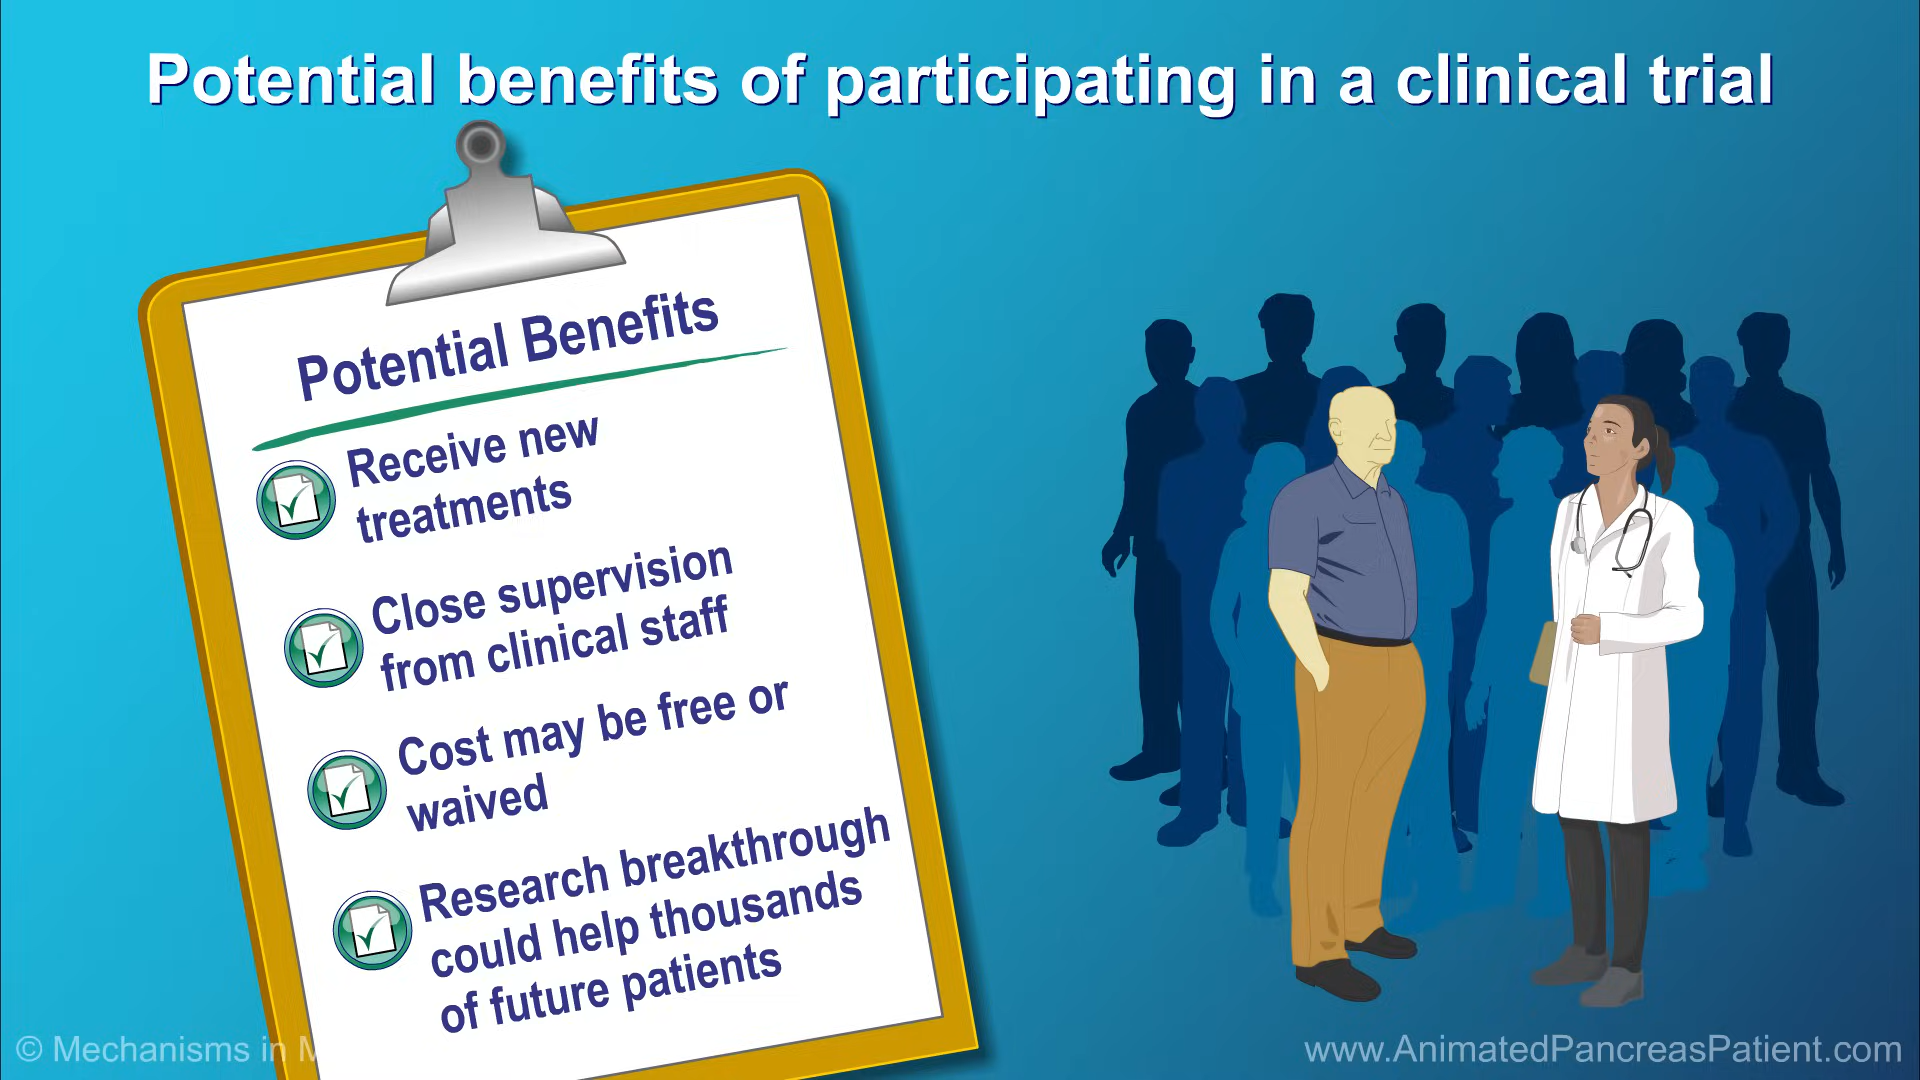 Potential benefits of participating in a clinical trial
Potential Benefits
Receive new
treatments
Close supervision
from clinical staff
Cost may be free or
waived
Research breakthrough
could help thousands
of future patients
© Mechanisms in
www.AnimatedPancreasPatient.com